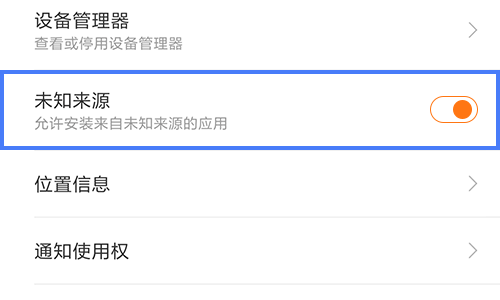 设备管理器
查看或停用设备管理器
未知来源
允许安装来自未知来源的应用
位置信息
通知使用权